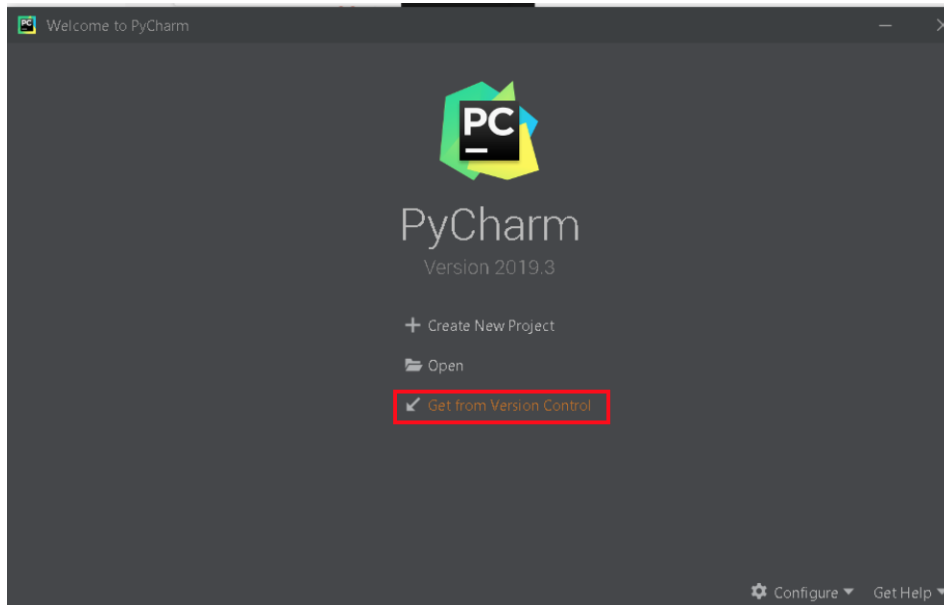 Welcome to PyCharm
PC
PyCharm
Version 2019.3
Create New Project
Open
Get from Version Control
Configure Get Help